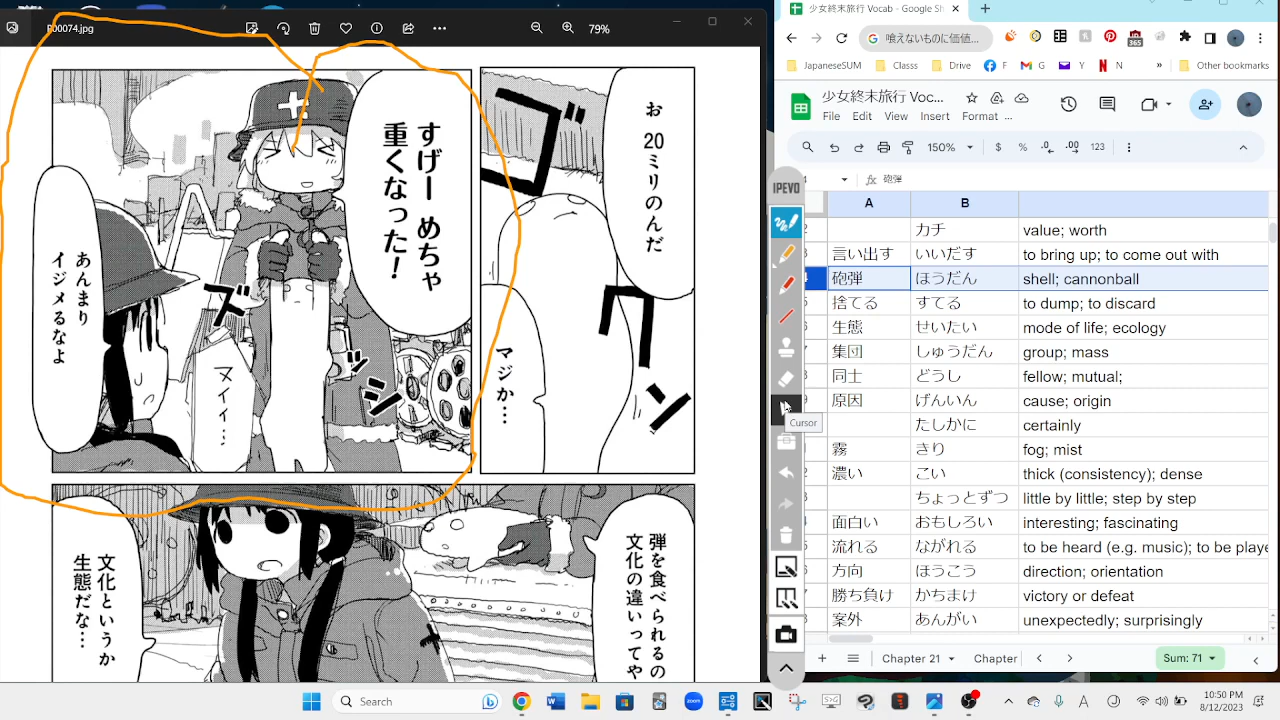 P00074.jpg
79%
お 20ミリのんだ
ゴ
クン
マジか…
すげー めちゃ
重くなった!
ズッシ
ヌイイ…
あんまり
イジメるなよ
弾を食べられるの
文化の違いってや
文化というか
生態だな…
少女終末旅行 Vocab - Google Sh
喰えないものの価値
JapaneseSUM
D...
F
G
M
Y
N
Other bookmarks
少女終末旅行 Voc...
File Edit View Insert Format ...
150%
$ % .0 .00 123
fx 砲弾
A B
カチ value; worth
言い出す いいだす to bring up; to come out with
砲弾 ほうだん shell; cannonball
捨てる すてる to dump; to discard
生態 せいたい mode of life; ecology
集団 しゅうだん group; mass
同士 どうし fellow; mutual;
原因 げんいん cause; origin
たしかに certainly
霧 きり fog; mist
濃い こい thick (consistency); dense
ちょっとずつ little by little; step by step
面白い おもしろい interesting; fascinating
流れる ながれる to be heard (e.g. music); to be playe
方向 ほうこう direction; orientation
勝ち負け かちまけ victory or defeat
案外 あんがい unexpectedly; surprisingly
IPEVO
Cursor
Chapter 21
Chapter
Sum: 71
Search
zoom
10:50 PM
8/12/2023